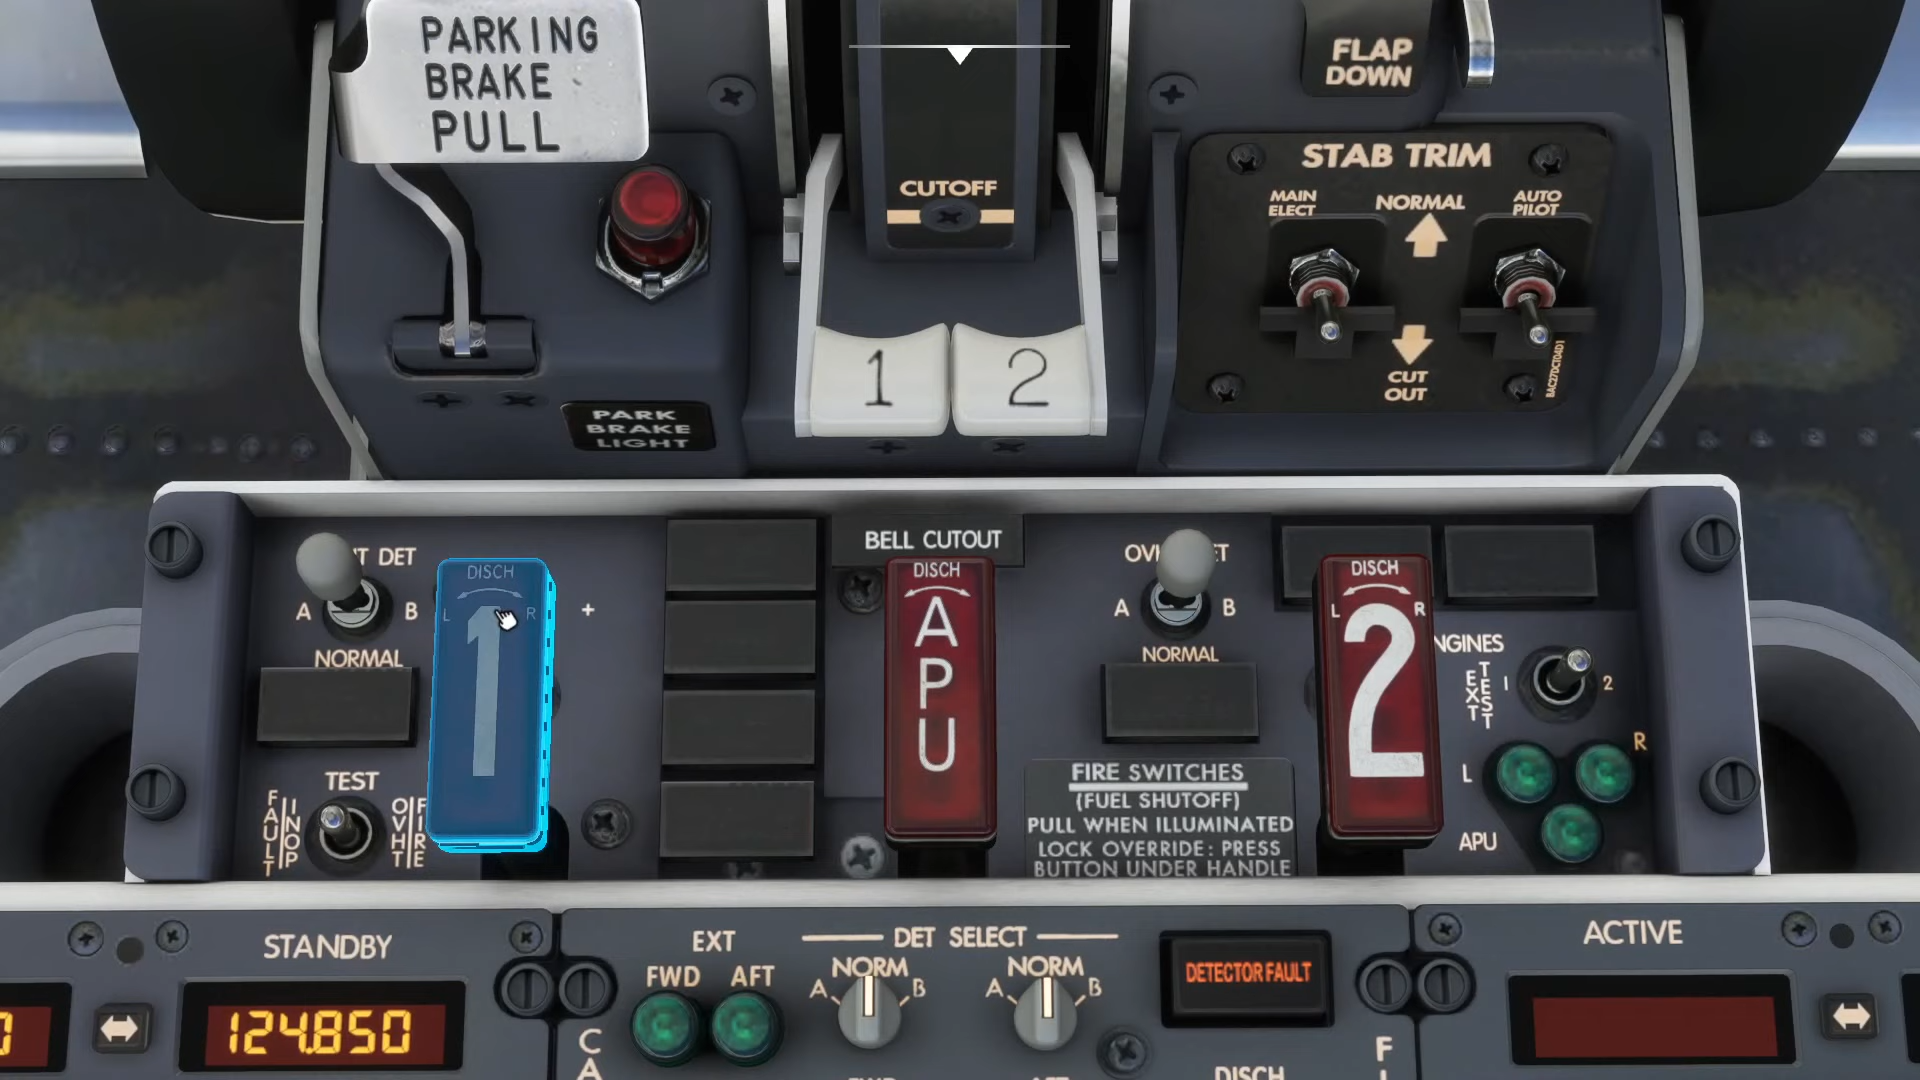 PARKING
BRAKE
PULL
FLAP
DOWN
CUTOFF
STAB TRIM
MAIN
ELECT
NORMAL
AUTO
PILOT
CUT
OUT
1
2
PARK
BRAKE
LIGHT
BELL CUTOUT
DET
A
B
NORMAL
DISCH
L
R
1
DISCH
APU
A
B
NORMAL
DISCH
L
R
2
EXT
TEST
1
2
L
R
APU
TEST
FAULT
INOP
OVHT
FIRE
FIRE SWITCHES
(FUEL SHUTOFF)
PULL WHEN ILLUMINATED
LOCK OVERRIDE: PRESS
BUTTON UNDER HANDLE
STANDBY
124.850
EXT
FWD AFT
DET SELECT
NORM
A
B
NORM
A
B
DETECTOR FAULT
DISCH
ACTIVE